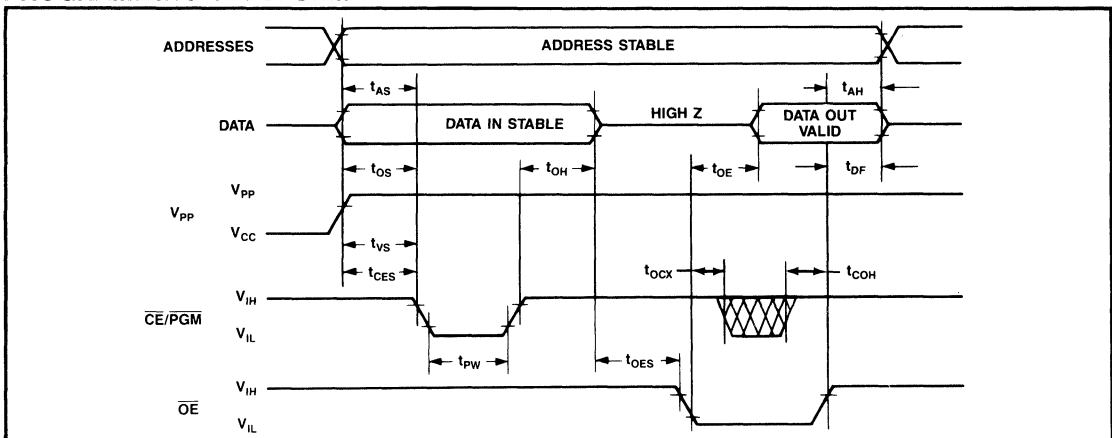 ADDRESSES
ADDRESS STABLE
tAS
tAH
DATA
DATA IN STABLE
HIGH Z
DATA OUT
VALID
tOS
tOH
tOE
tDF
VPP
VPP
VCC
tVS
tCES
tOCX
tCOH
CE/PGM
VIH
VIL
tPW
tOES
OE
VIH
VIL